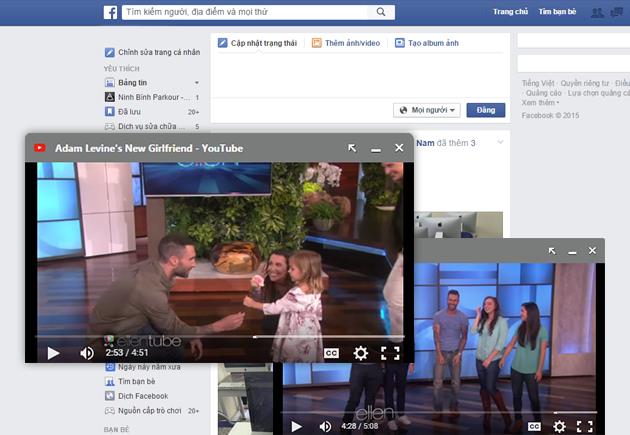 f
Tìm kiếm người, địa điểm và mọi thứ
Trang chủ
Tìm bạn bè
Chỉnh sửa trang cá nhân
YÊU THÍCH
Bảng tin
Ninh Bình Parkour -... 1
Đã lưu 20+
Dịch vụ sửa chữa ... 5
Cập nhật trạng thái
Thêm ảnh/video
Tạo album ảnh
Mọi người
Đăng
Tiếng Việt · Quyền riêng tư · Điều
· Quảng cáo · Lựa chọn quảng cá
Xem thêm
Facebook © 2015
Nam đã thêm 3
Adam Levine's New Girlfriend - YouTube
ellentube
2:53 / 4:51
CC
ellen
4:28 / 5:08
CC
Ngày này năm xưa
Tìm bạn bè
Dịch Facebook
Nguồn cấp trò chơi 20+
BẠN BÈ